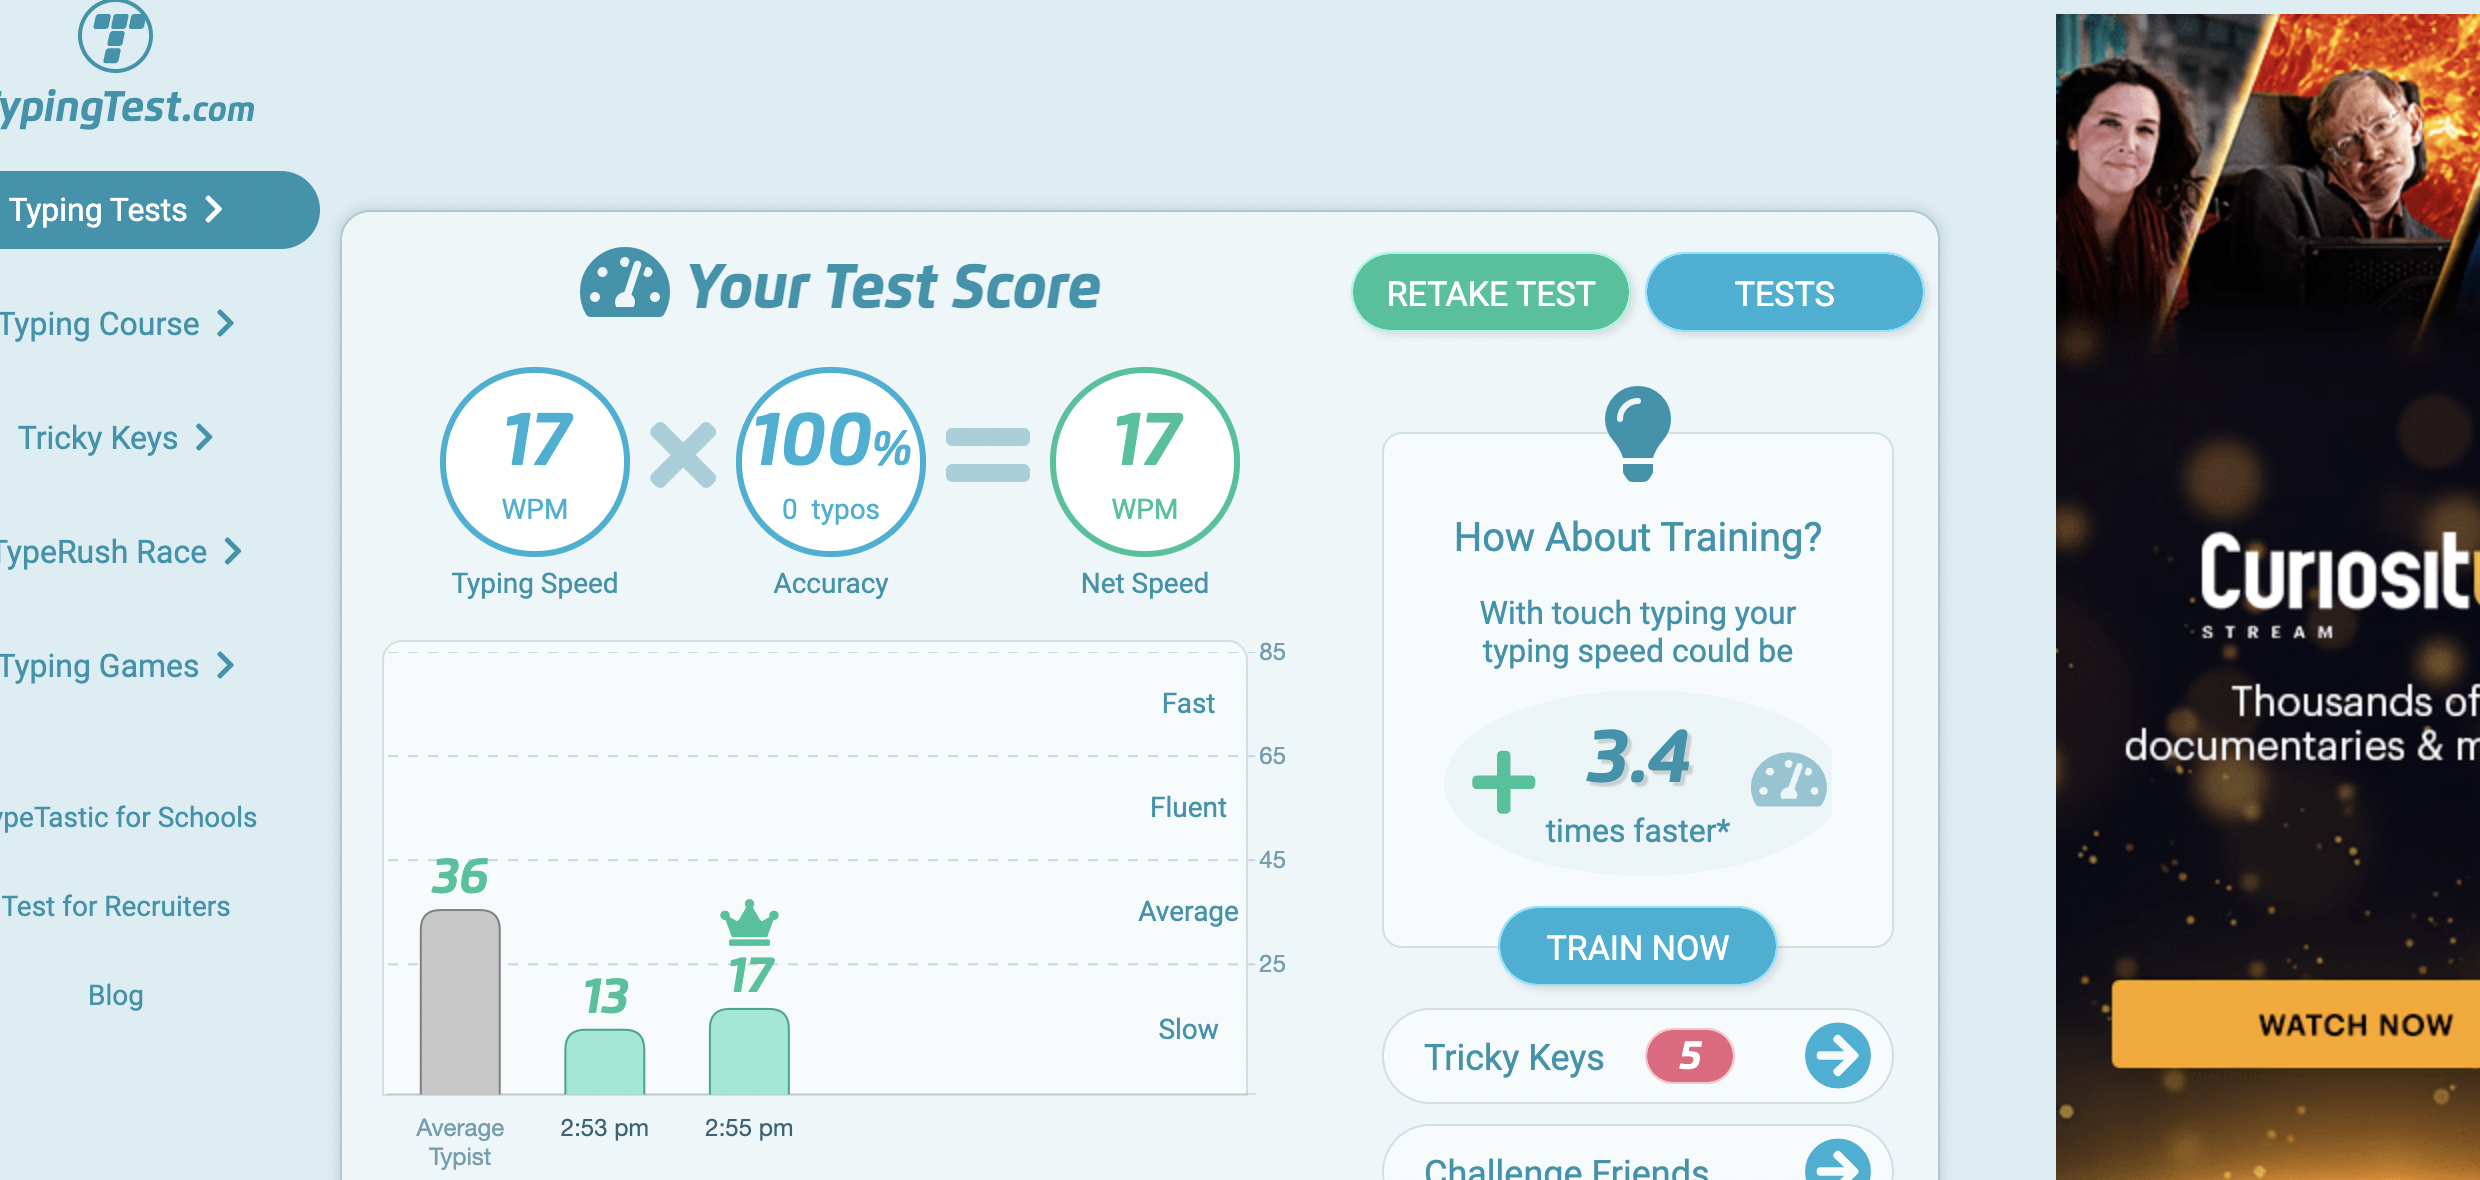 ypingTest.com
Typing Tests
Typing Course
Tricky Keys
TypeRush Race
Typing Games
ypeTastic for Schools
Test for Recruiters
Blog
Your Test Score
RETAKE TEST
TESTS
17
WPM
Typing Speed
100%
0 typos
Accuracy
17
WPM
Net Speed
85
Fast
65
Fluent
45
Average
25
Slow
36
13
17
Average
Typist
2:53 pm
2:55 pm
How About Training?
With touch typing your
typing speed could be
3.4
times faster*
TRAIN NOW
Tricky Keys 5
Challenge Friends
Curiosit
STREAM
Thousands of
documentaries & m
WATCH NOW